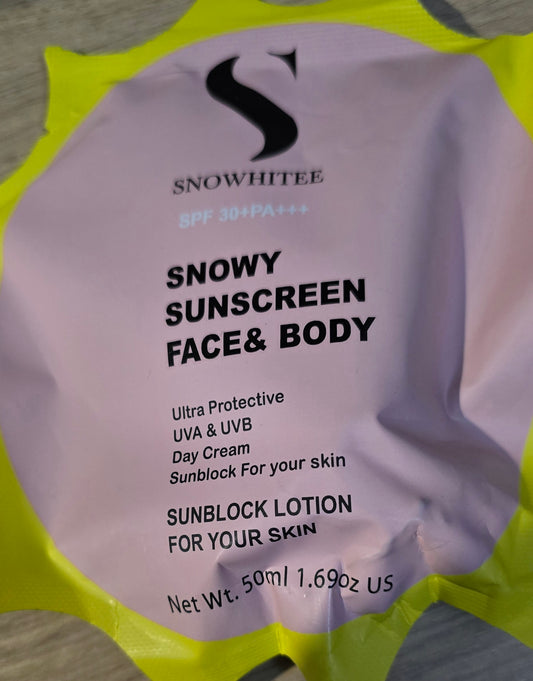 S
SNOWHITEE
SPF 30+PA+++
SNOWY
SUNSCREEN
FACE& BODY
Ultra Protective
UVA & UVB
Day Cream
Sunblock For your skin
SUNBLOCK LOTION
FOR YOUR SKIN
Net Wt. 50ml 1.69oz US